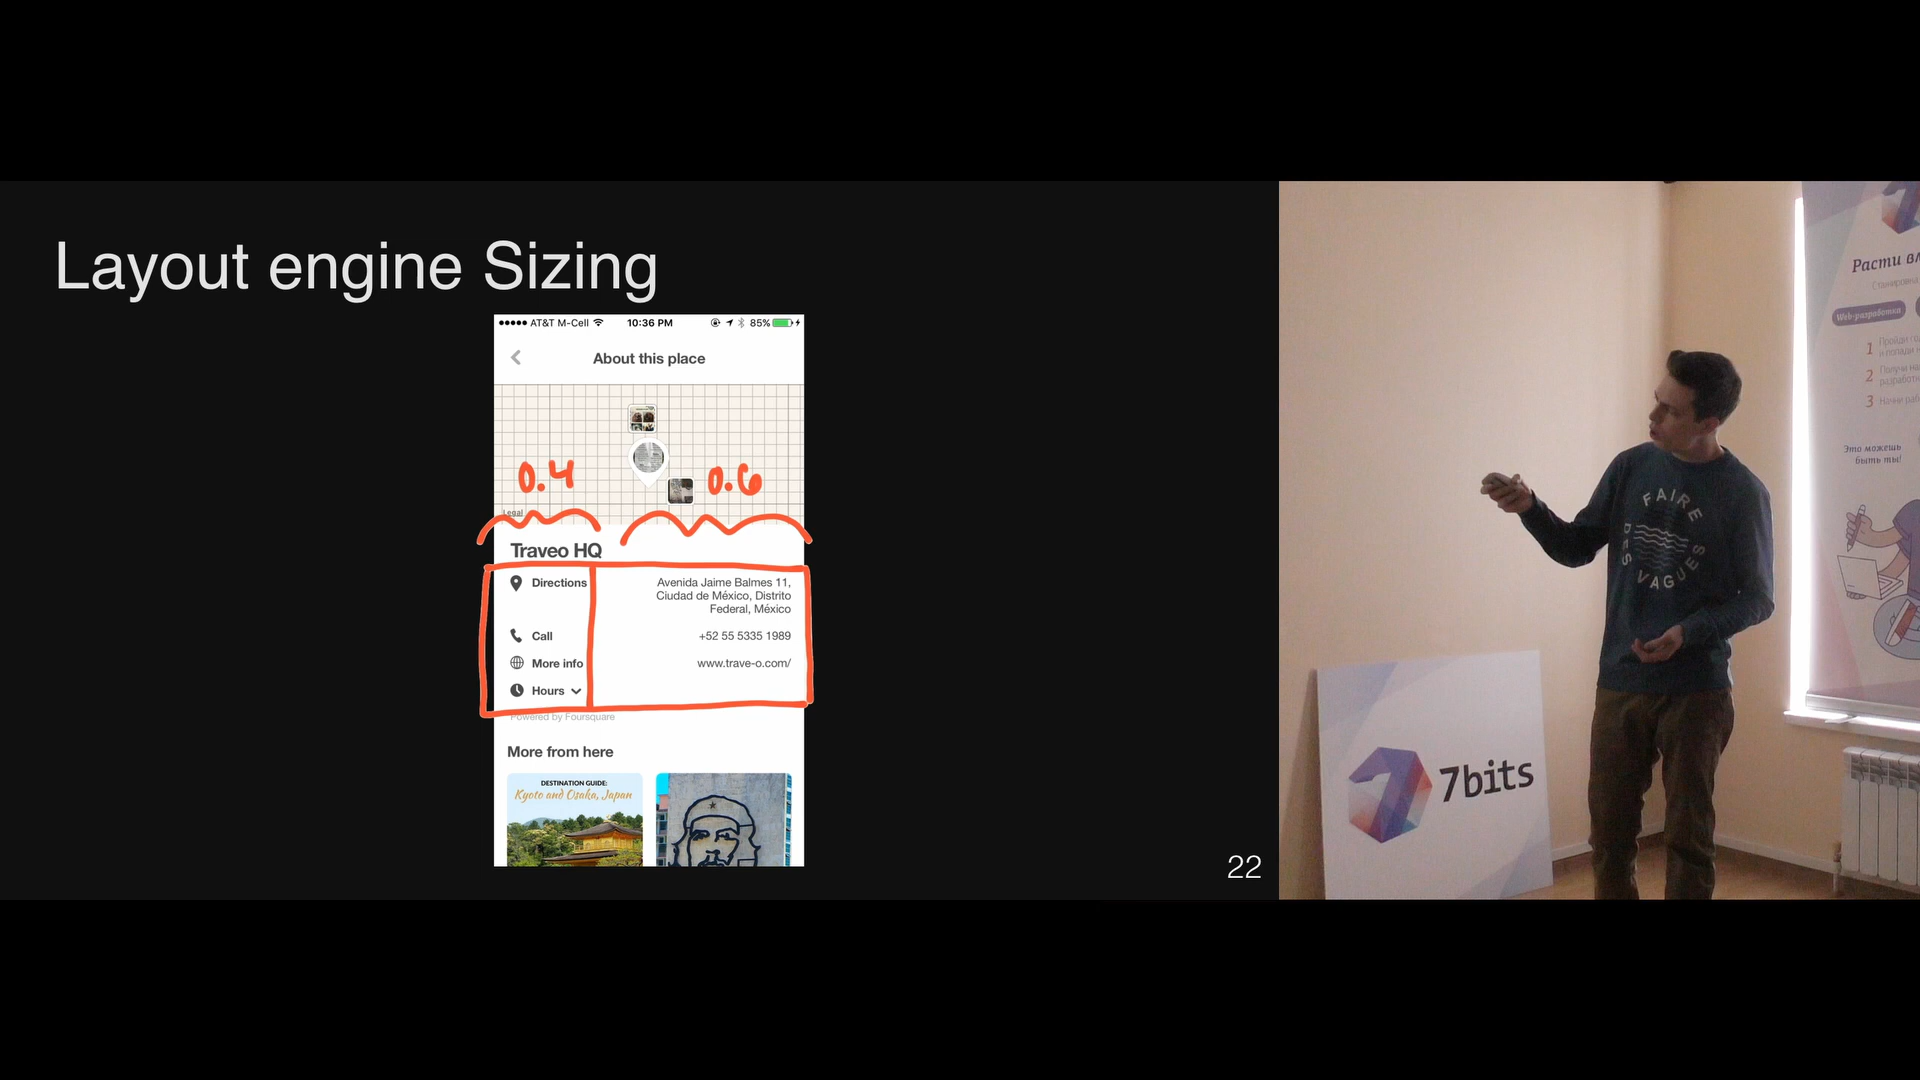 Layout engine Sizing
AT&T M-Cell
10:36 PM
85%
About this place
0.4
0.6
Legal
Traveo HQ
Directions
Avenida Jaime Balmes 11,
Ciudad de México, Distrito
Federal, México
Call
+52 55 5335 1989
More info
www.trave-o.com/
Hours
Powered by Foursquare
More from here
DESTINATION GUIDE:
Kyoto and Osaka, Japan
22
FAIRE
DES VAGUES
7bits
Расти
Web-разработка
1 Пройди
2 Получи
3 Начни
Это можешь
быть ты!